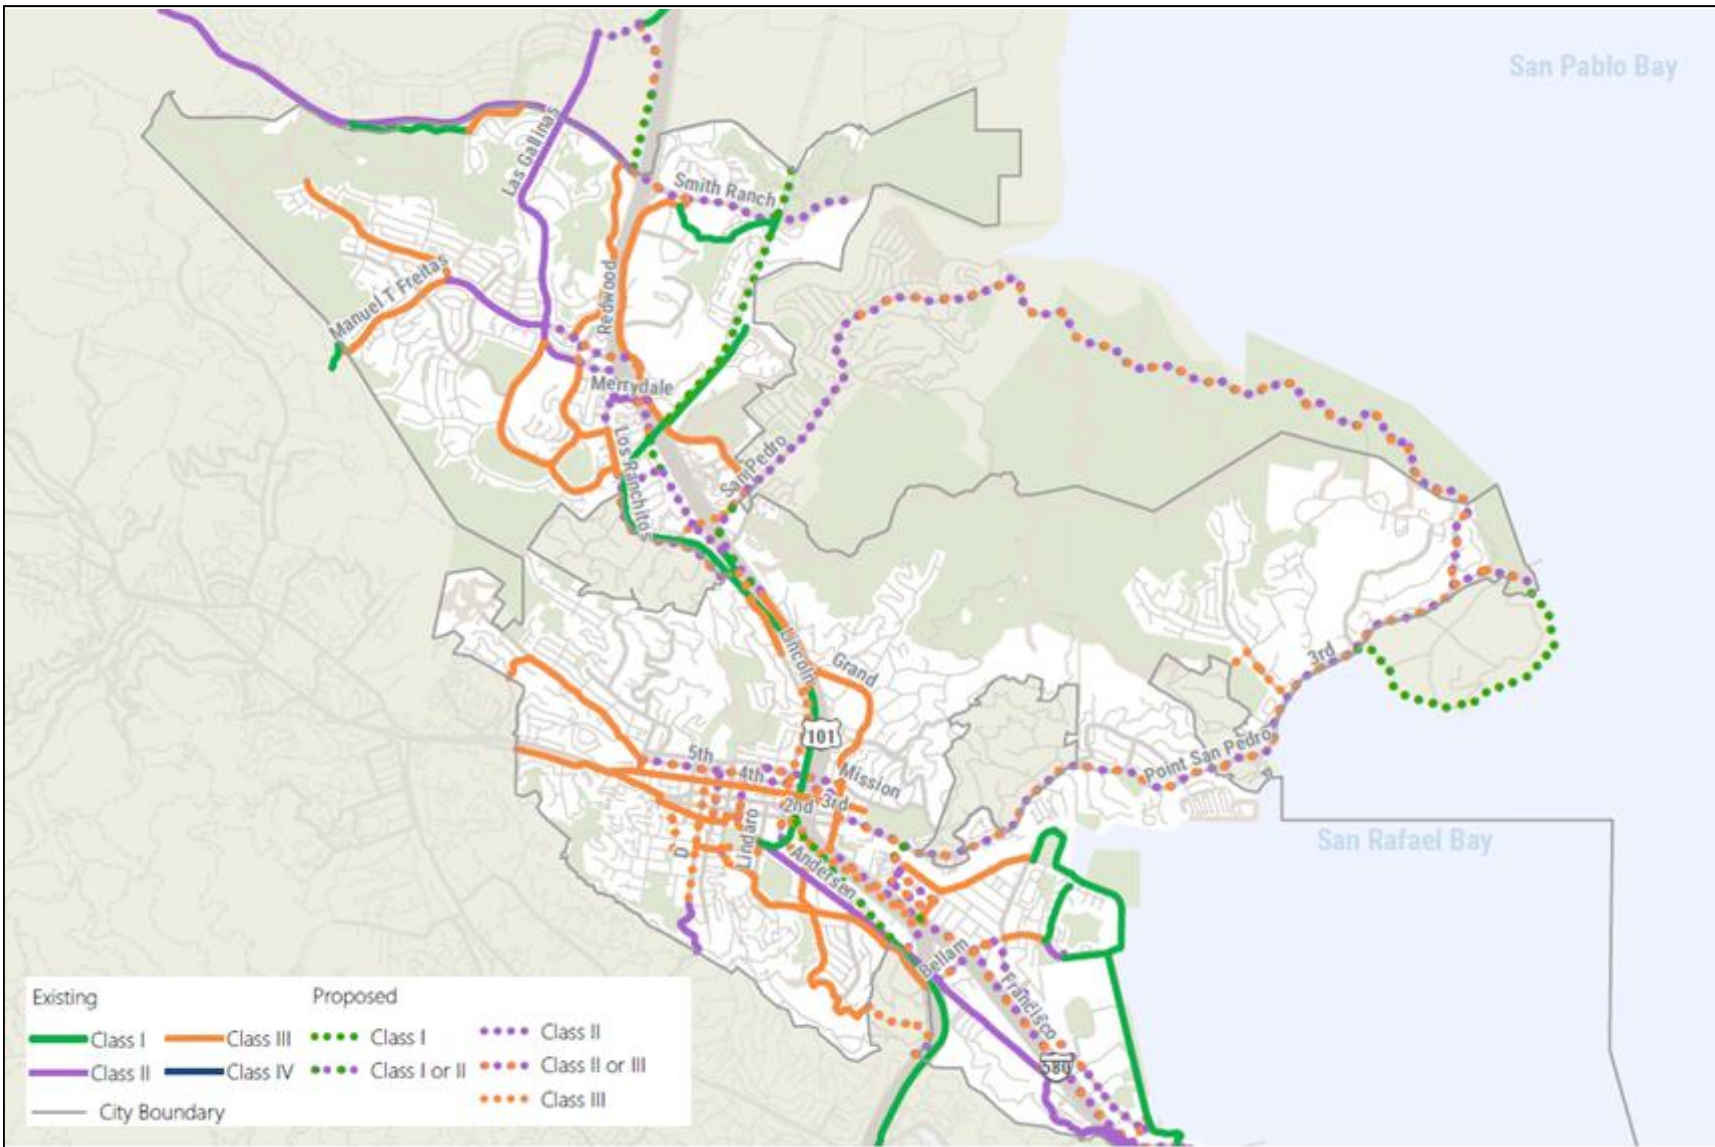 San Pablo Bay
Las Gallinas
Smith Ranch
Manuel T Freitas
Redwood
Merrydale
Los Ranchitos
San Pedro
Lincoln
Grand
3rd
101
5th
4th
Mission
Point San Pedro
2nd
3rd
Lindaro
D
Andersen
San Rafael Bay
Bellam
Francisco
580
Existing
Proposed
Class I
Class III
Class I
Class II
Class II
Class IV
Class I or II
Class II or III
Class III
City Boundary